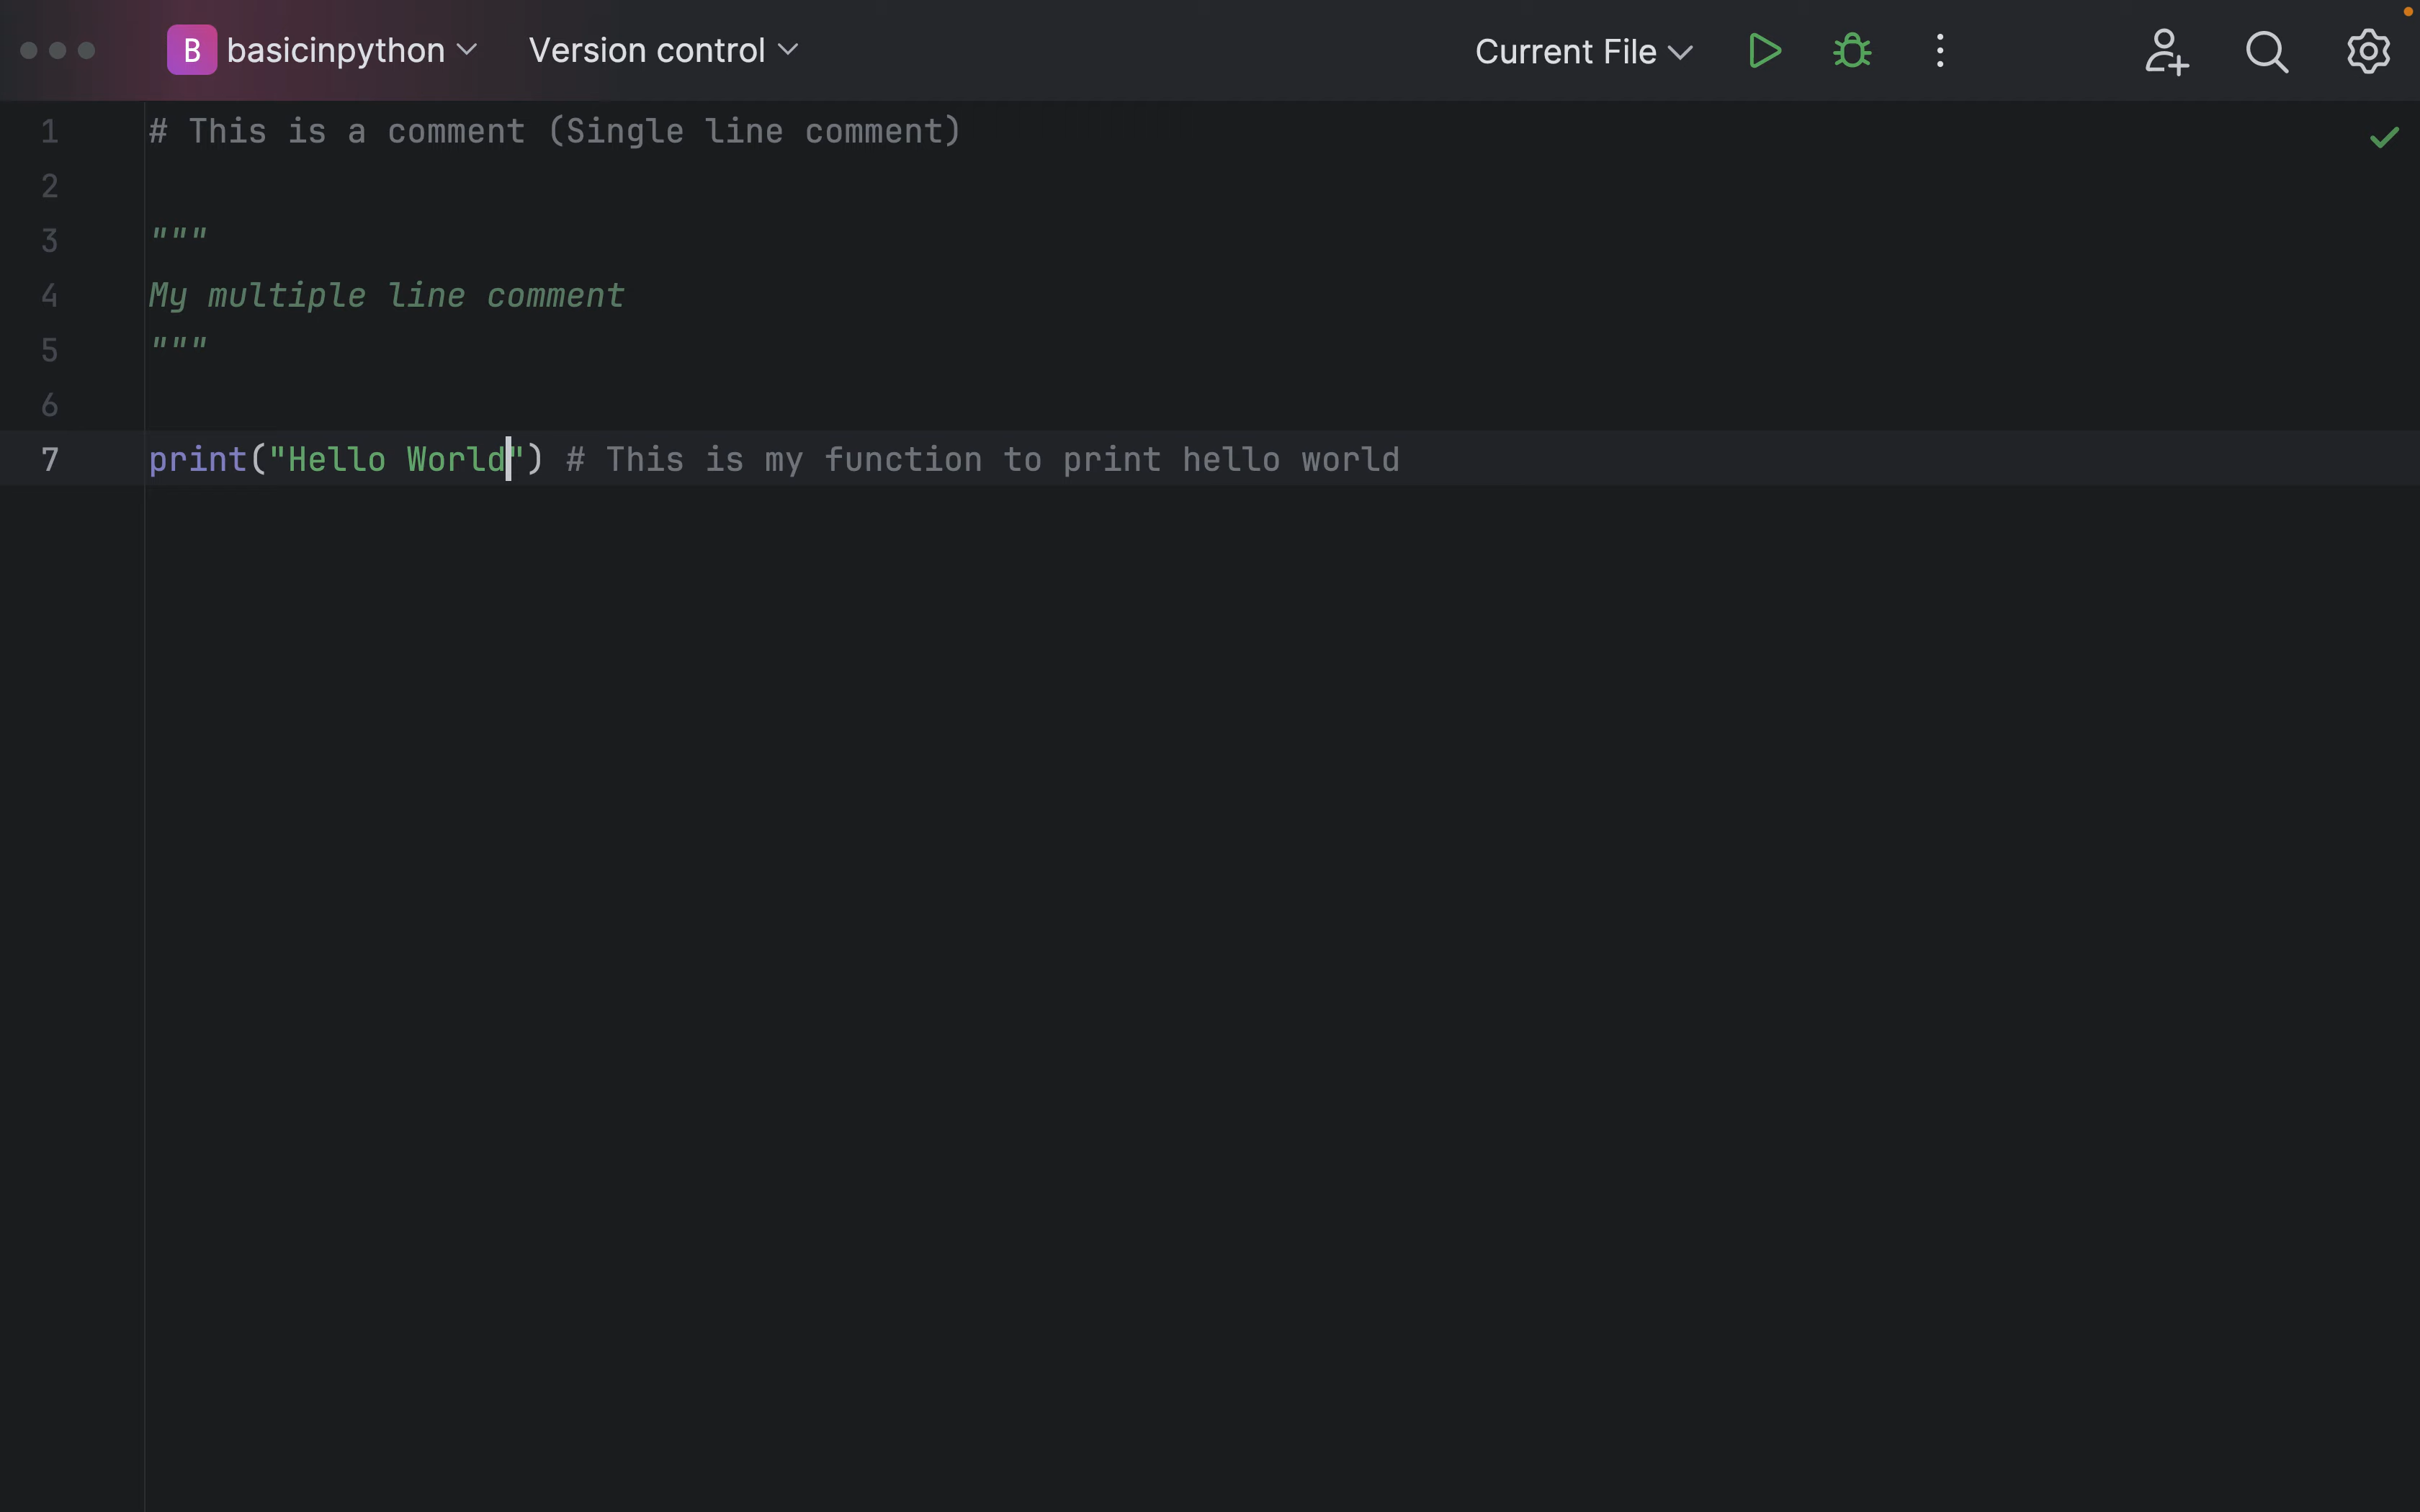 B basicinpython Version control Current File
1 # This is a comment (Single line comment)
2
3 """
4 My multiple line comment
5 """
6
7 print("Hello World") # This is my function to print hello world